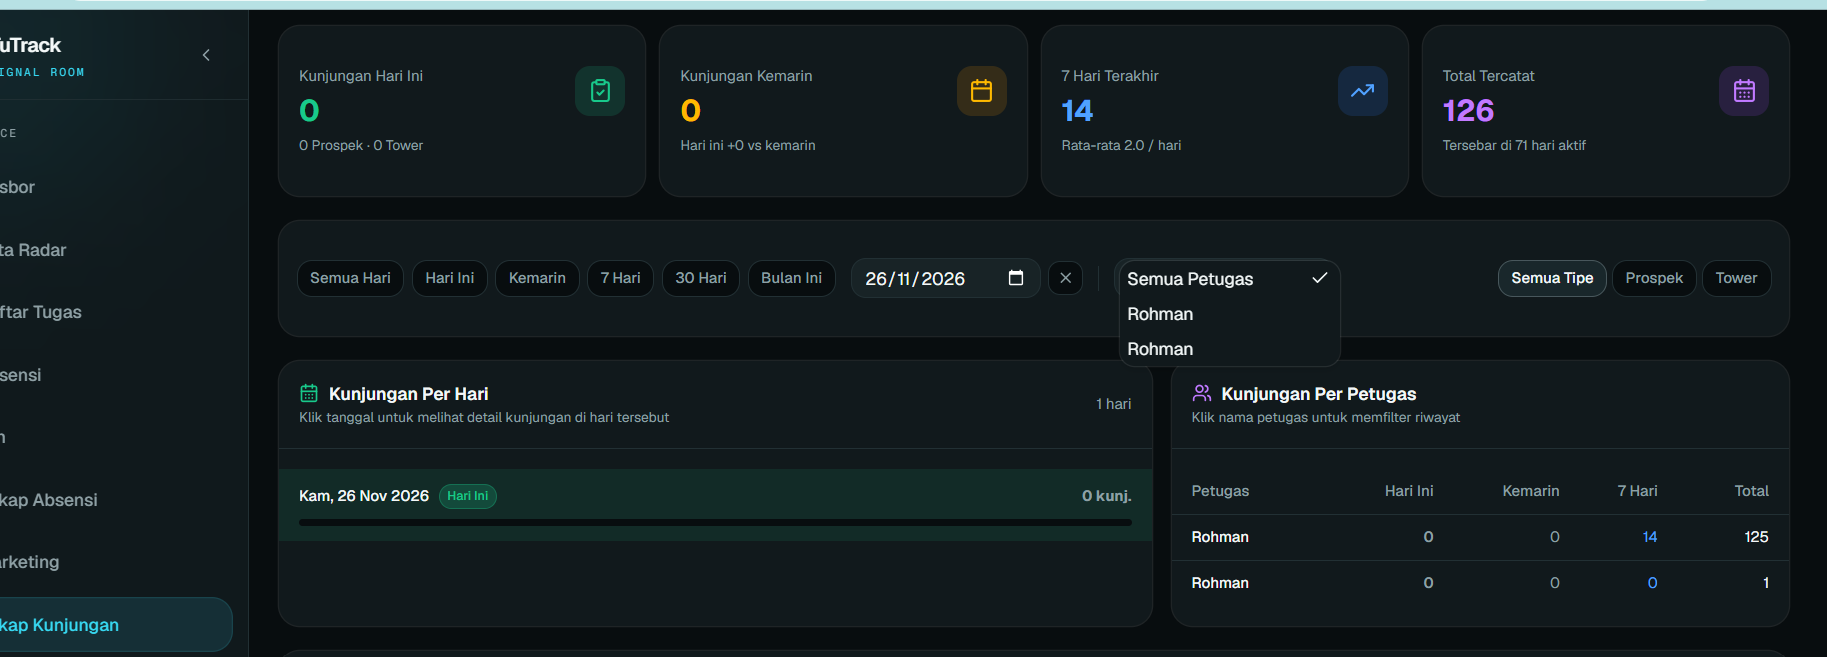 uTrack
IGNAL ROOM
CE
sbor
ta Radar
ftar Tugas
sensi
n
kap Absensi
arketing
kap Kunjungan
Kunjungan Hari Ini
0
0 Prospek · 0 Tower
Kunjungan Kemarin
0
Hari ini +0 vs kemarin
7 Hari Terakhir
14
Rata-rata 2.0 / hari
Total Tercatat
126
Tersebar di 71 hari aktif
Semua Hari Hari Ini Kemarin 7 Hari 30 Hari Bulan Ini 26/11/2026
Semua Petugas
Rohman
Rohman
Semua Tipe Prospek Tower
Kunjungan Per Hari
Klik tanggal untuk melihat detail kunjungan di hari tersebut
1 hari
Kam, 26 Nov 2026 Hari Ini 0 kunj.
Kunjungan Per Petugas
Klik nama petugas untuk memfilter riwayat
Petugas Hari Ini Kemarin 7 Hari Total
Rohman 0 0 14 125
Rohman 0 0 0 1